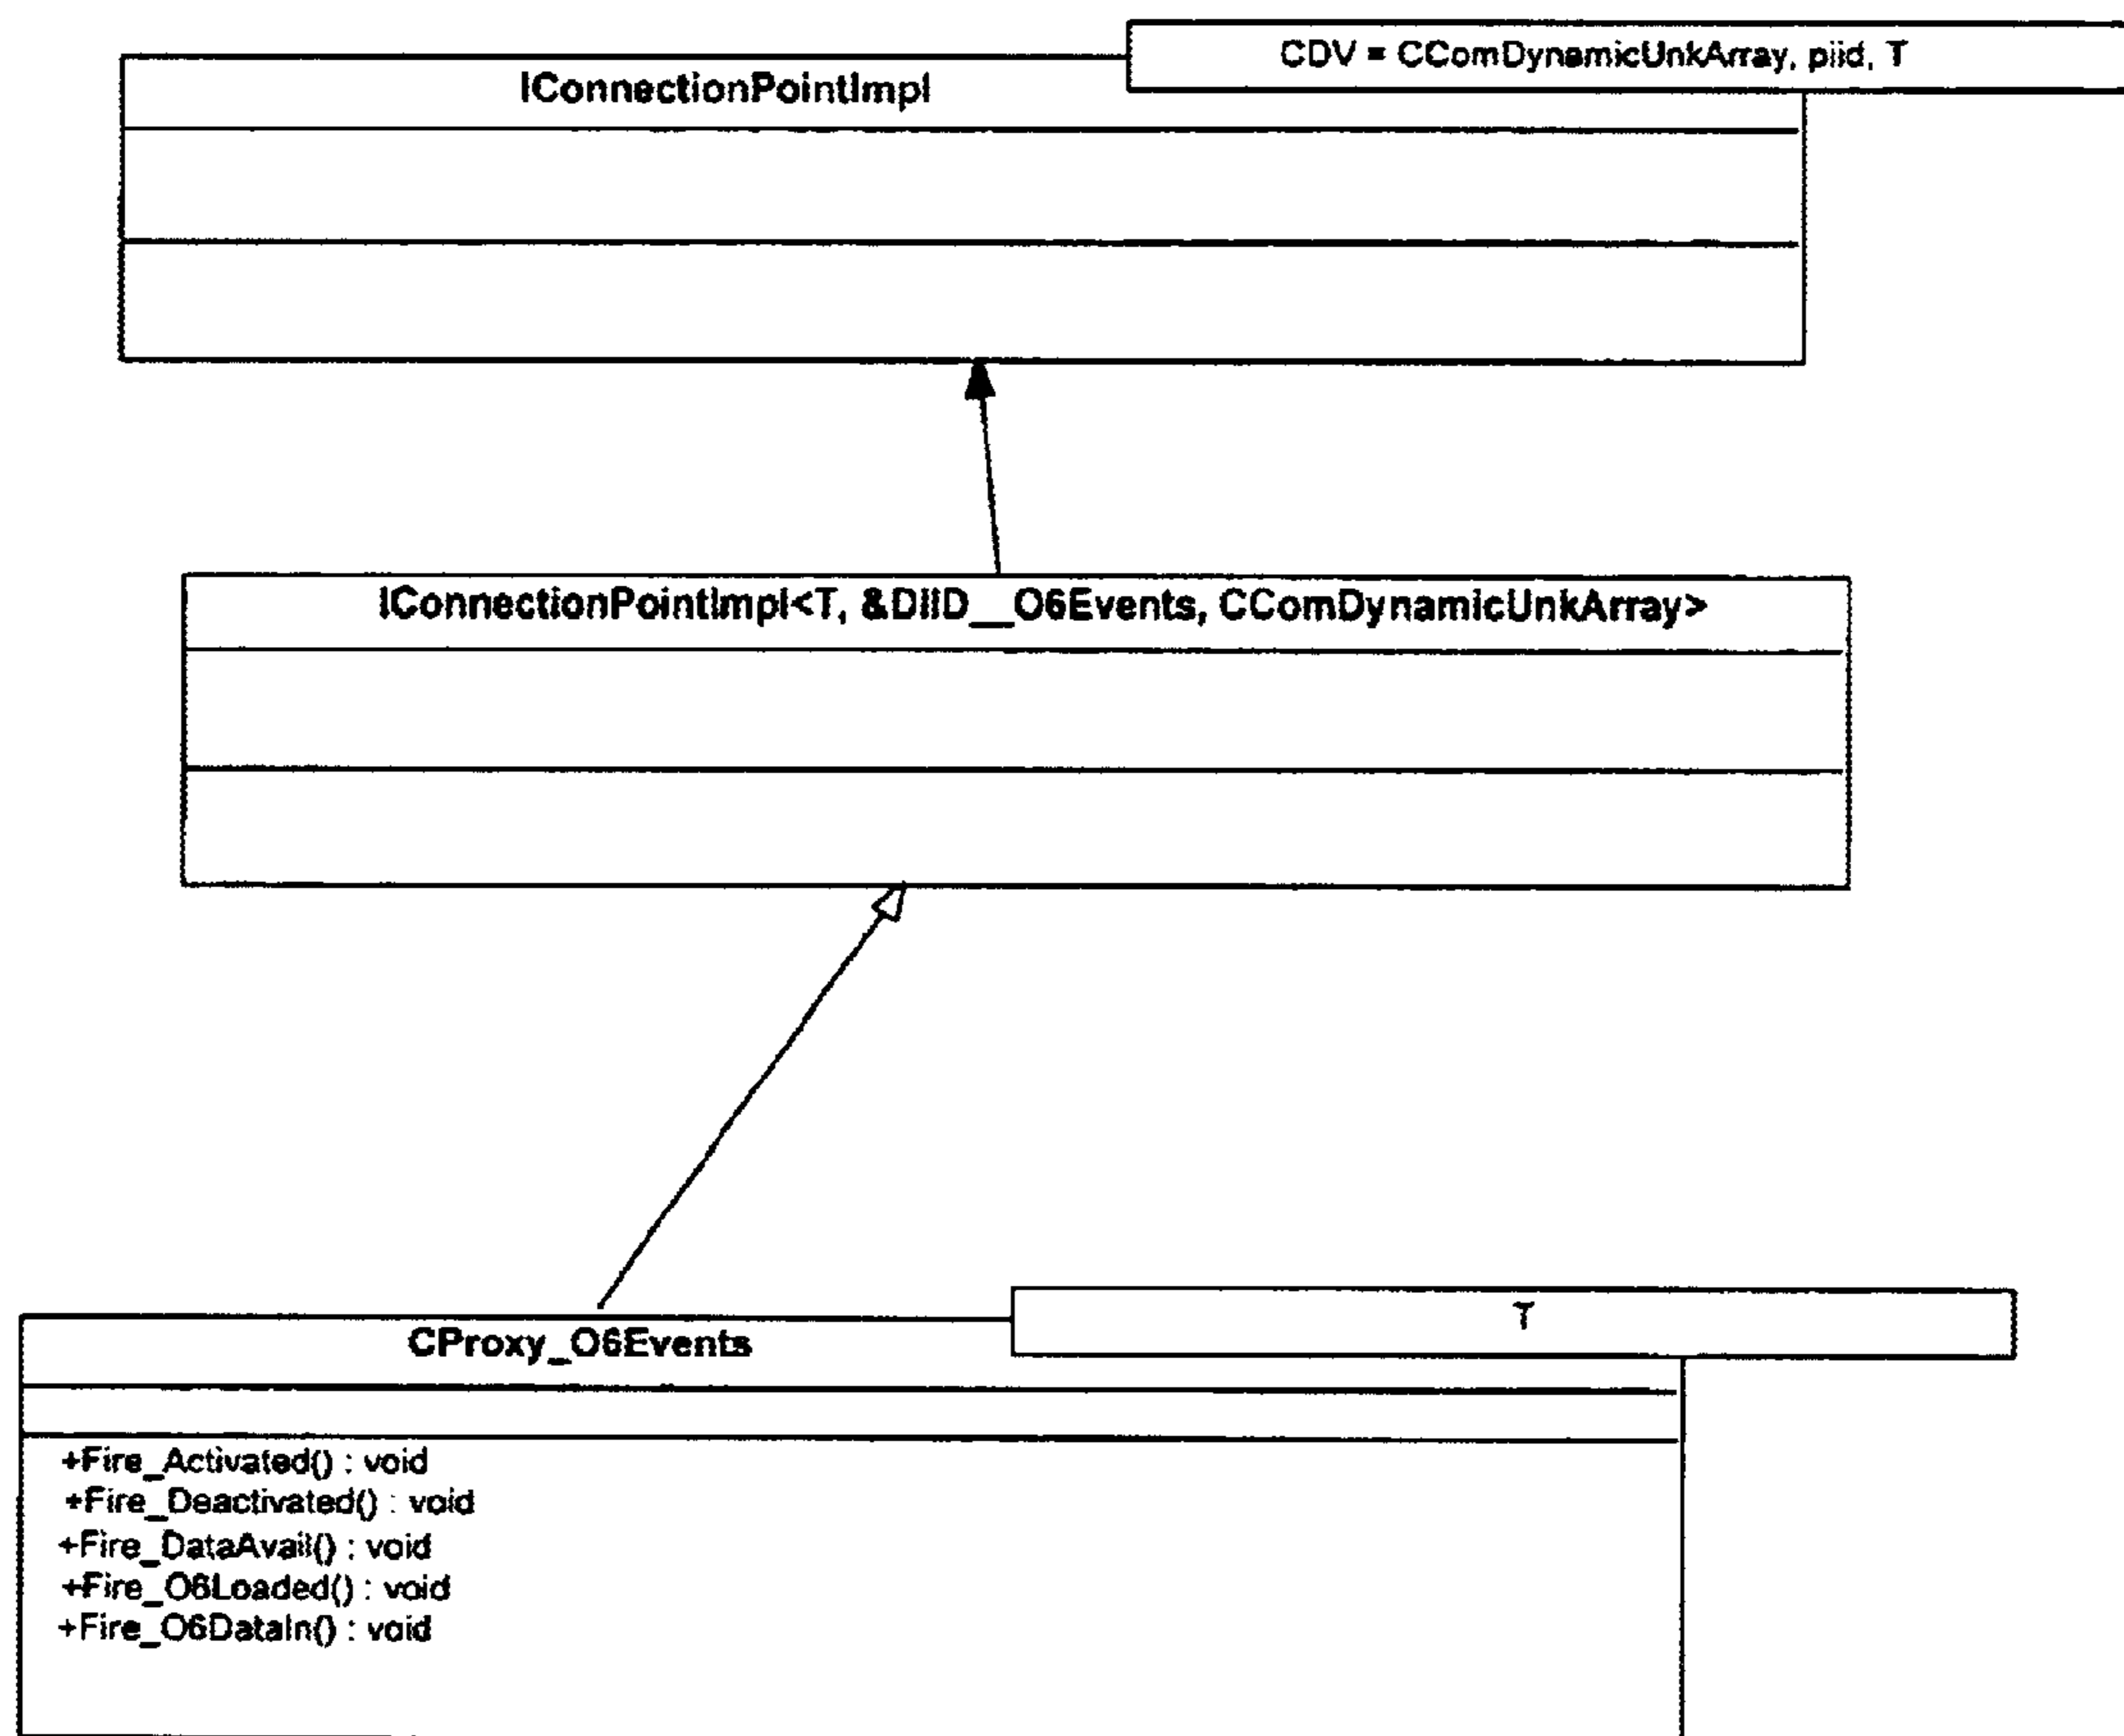 CDV = CComDynamicUnkArray, piid, T
IConnectionPointImpl
IConnectionPointImpl<T, &DIID__O6Events, CComDynamicUnkArray>
T
CProxy_O6Events
+Fire_Activated() : void
+Fire_Deactivated() : void
+Fire_DataAvail() : void
+Fire_O6Loaded() : void
+Fire_O6DataIn() : void